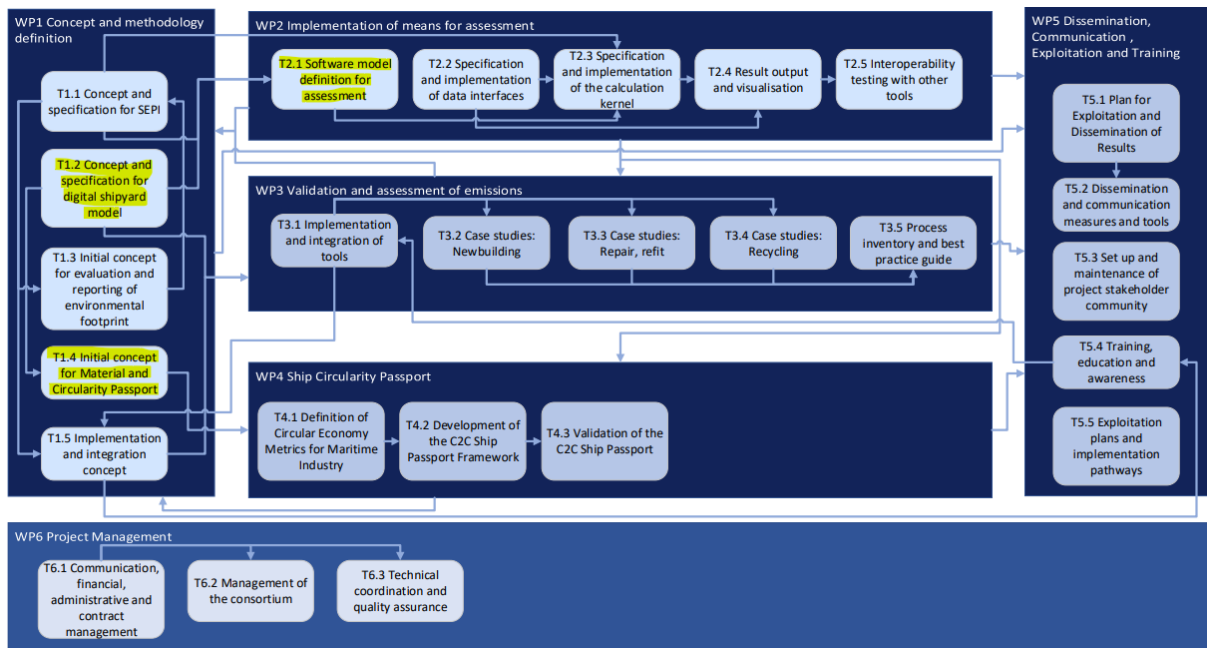 WP1 Concept and methodology
definition
T1.1 Concept and
specification for SEPI
T1.2 Concept and
specification for
digital shipyard
model
T1.3 Initial
concept for
evaluation and
reporting of
environmental
footprint
T1.4 Initial concept
for Material and
Circularity Passport
T1.5 Implementation
and integration
concept
WP2 Implementation of means for assessment
T2.1 Software model
definition for
assessment
T2.2 Specification
and implementation
of data interfaces
T2.3 Specification
and implementation
of the calculation
kernel
T2.4 Result output
and visualisation
T2.5 Interoperability
testing with other
tools
WP3 Validation and assessment of emissions
T3.1 Implementation
and integration of
tools
T3.2 Case studies:
Newbuilding
T3.3 Case studies:
Repair, refit
T3.4 Case studies:
Recycling
T3.5 Process
inventory and best
practice guide
WP4 Ship Circularity Passport
T4.1 Definition of
Circular Economy
Metrics for Maritime
Industry
T4.2 Development of
the C2C Ship
Passport Framework
T4.3 Validation of the
C2C Ship Passport
WP5 Dissemination,
Communication ,
Exploitation and Training
T5.1 Plan for
Exploitation and
Dissemination of
Results
T5.2 Dissemination
and communication
measures and tools
T5.3 Set up and
maintenance of
project stakeholder
community
T5.4 Training,
education and
awareness
T5.5 Exploitation
plans and
implementation
pathways
WP6 Project Management
T6.1 Communication,
financial,
administrative and
contract
management
T6.2 Management of
the consortium
T6.3 Technical
coordination and
quality assurance